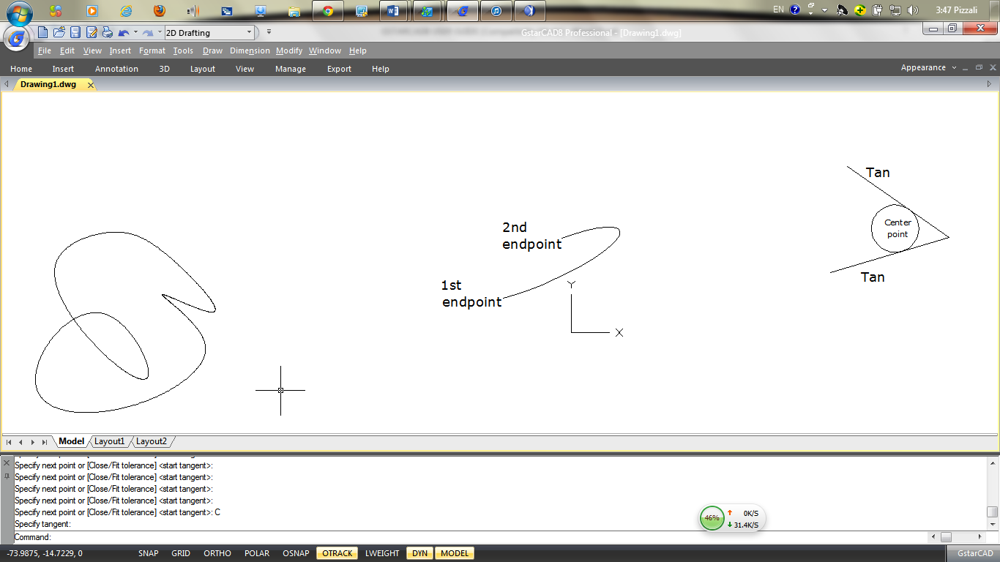 EN
3:47 Pizzali
2D Drafting
GstarCAD8 Professional - [Drawing1.dwg]
File Edit View Insert Format Tools Draw Dimension Modify Window Help
Home Insert Annotation 3D Layout View Manage Export Help
Appearance
Drawing1.dwg
Tan
Center
point
2nd
endpoint
Tan
1st
endpoint
Y
X
Model Layout1 Layout2
Specify next point or [Close/Fit tolerance] <start tangent>:
Specify next point or [Close/Fit tolerance] <start tangent>:
Specify next point or [Close/Fit tolerance] <start tangent>:
Specify next point or [Close/Fit tolerance] <start tangent>:
Specify next point or [Close/Fit tolerance] <start tangent>: C
Specify tangent:
Command:
46%
0K/S
31.4K/S
-73.9875, -14.7229, 0 SNAP GRID ORTHO POLAR OSNAP OTRACK LWEIGHT DYN MODEL GstarCAD